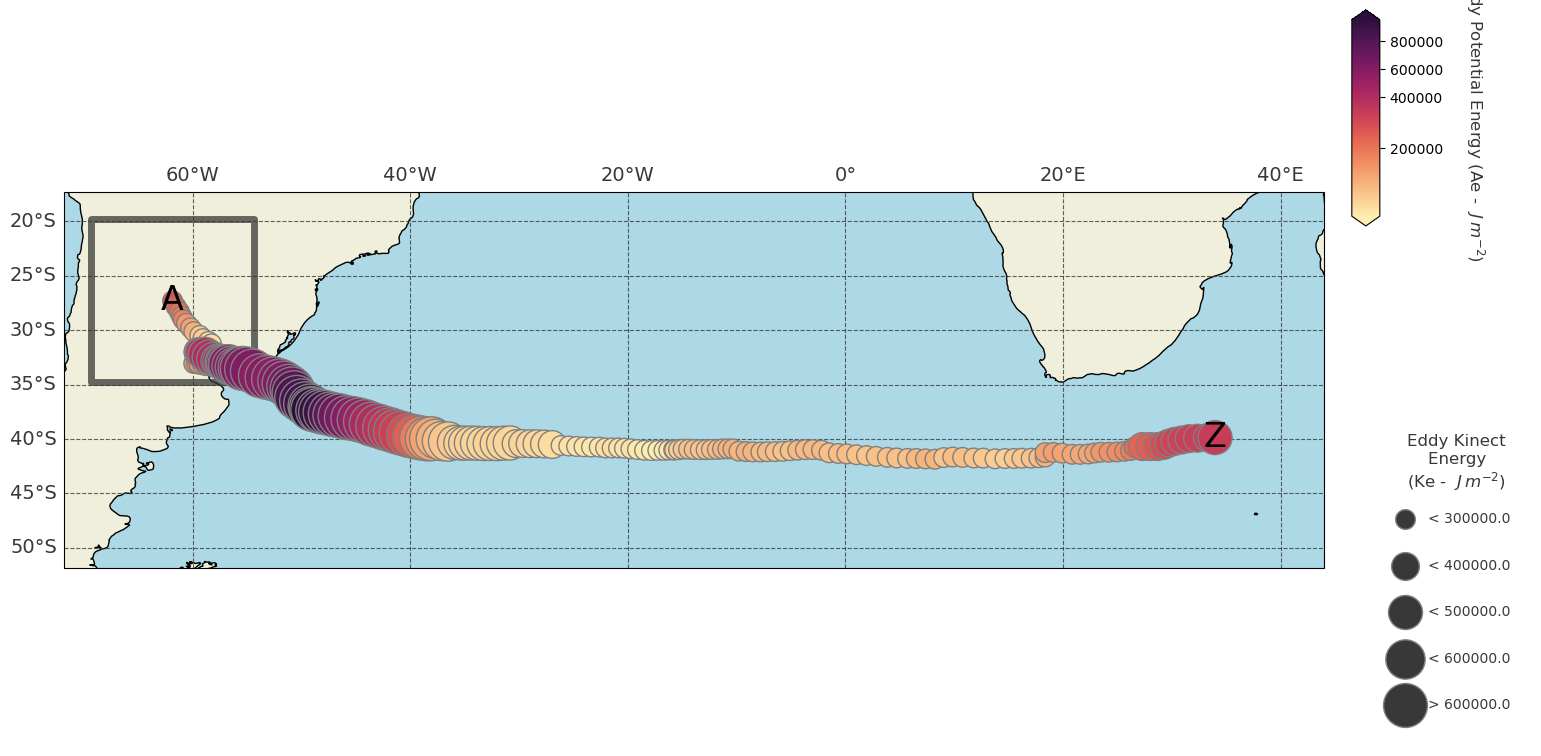 800000
600000
400000
200000
dy Potential Energy (Ae - J m⁻²)
60°W 40°W 20°W 0° 20°E 40°E
20°S
25°S
30°S
35°S
40°S
45°S
50°S
A
Z
Eddy Kinect
Energy
(Ke - J m⁻²)
< 300000.0
< 400000.0
< 500000.0
< 600000.0
> 600000.0